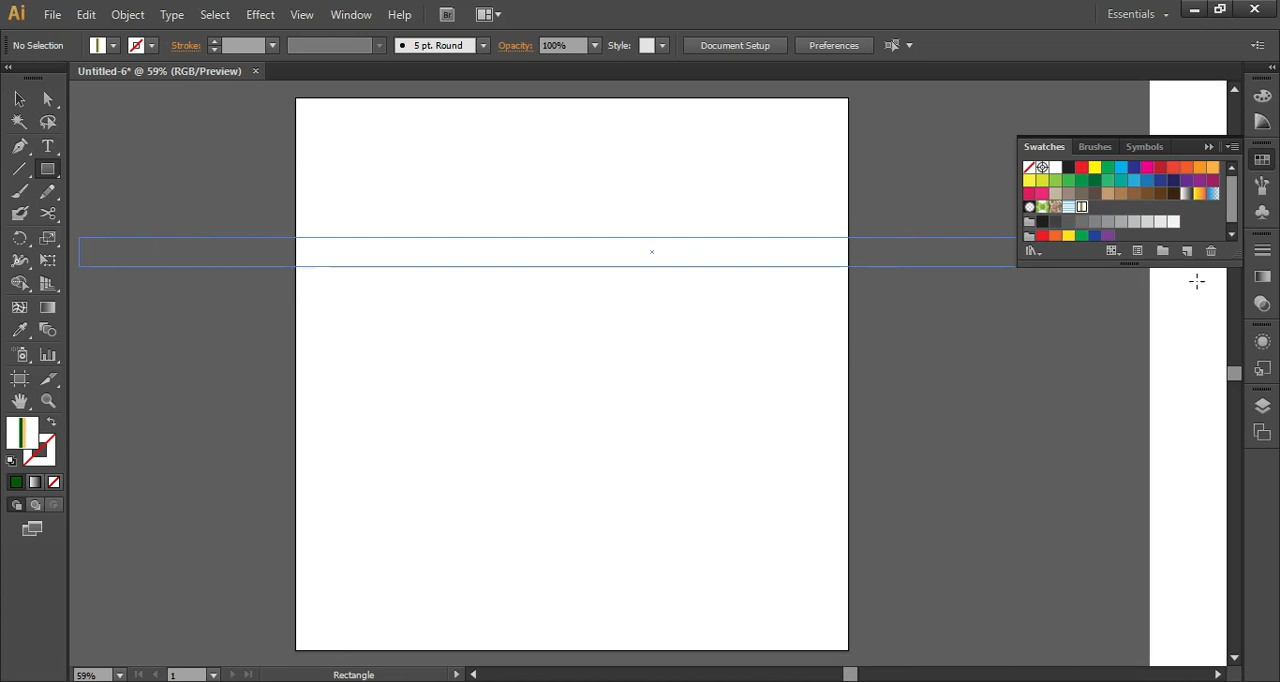 Ai File Edit Object Type Select Effect View Window Help Br Essentials
No Selection Stroke: 5 pt. Round Opacity: 100% Style: Document Setup Preferences
Untitled-6* @ 59% (RGB/Preview)
Swatches Brushes Symbols
T
59% 1 Rectangle